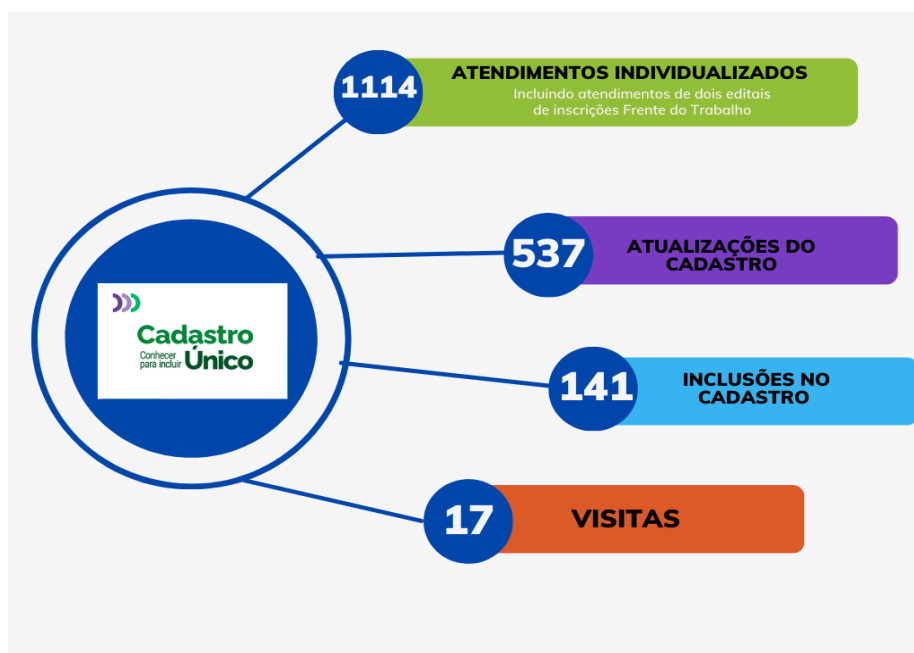 1114
ATENDIMENTOS INDIVIDUALIZADOS
Incluindo atendimentos de dois editais
de inscrições Frente do Trabalho
537
ATUALIZAÇÕES DO
CADASTRO
Cadastro
Conhecer
para incluir
Único
141
INCLUSÕES NO
CADASTRO
17
VISITAS